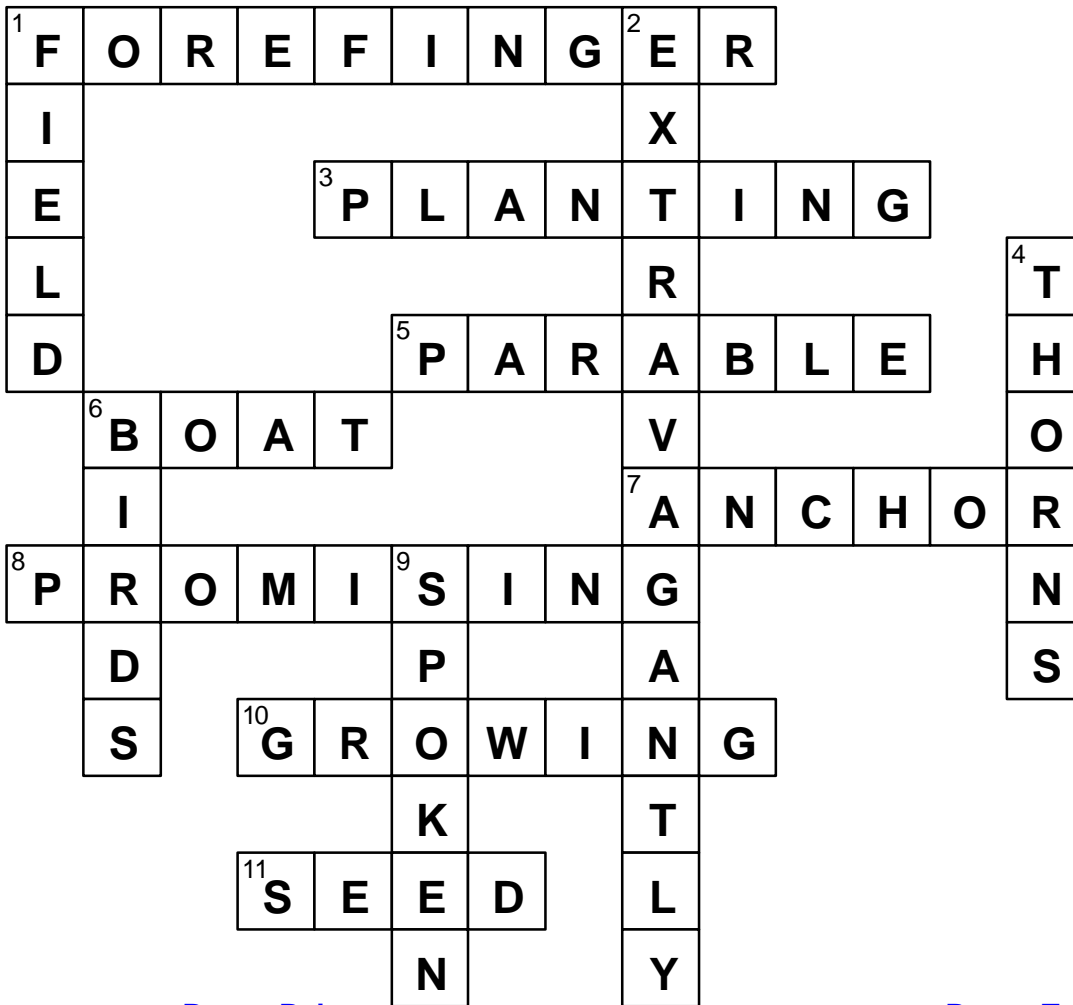 1 F O R E F I N G 2 E R
I X
E 3 P L A N T I N G
L R 4 T
D 5 P A R A B L E H
6 B O A T V O
I 7 A N C H O R
8 P R O M I 9 S I N G N
D P A S
S 10 G R O W I N G
K T
11 S E E D L
N Y